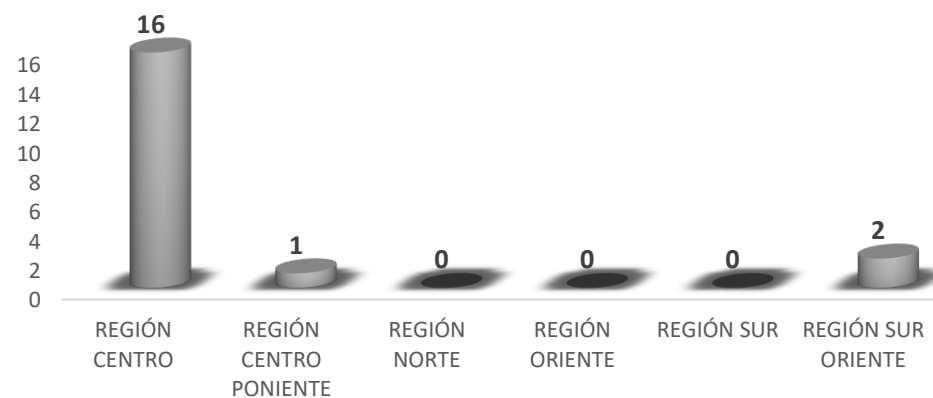 16
16
14
12
10
8
6
4
2
0
1
0
0
0
2
REGIÓN
CENTRO
REGIÓN
CENTRO
PONIENTE
REGIÓN
NORTE
REGIÓN
ORIENTE
REGIÓN SUR
REGIÓN SUR
ORIENTE